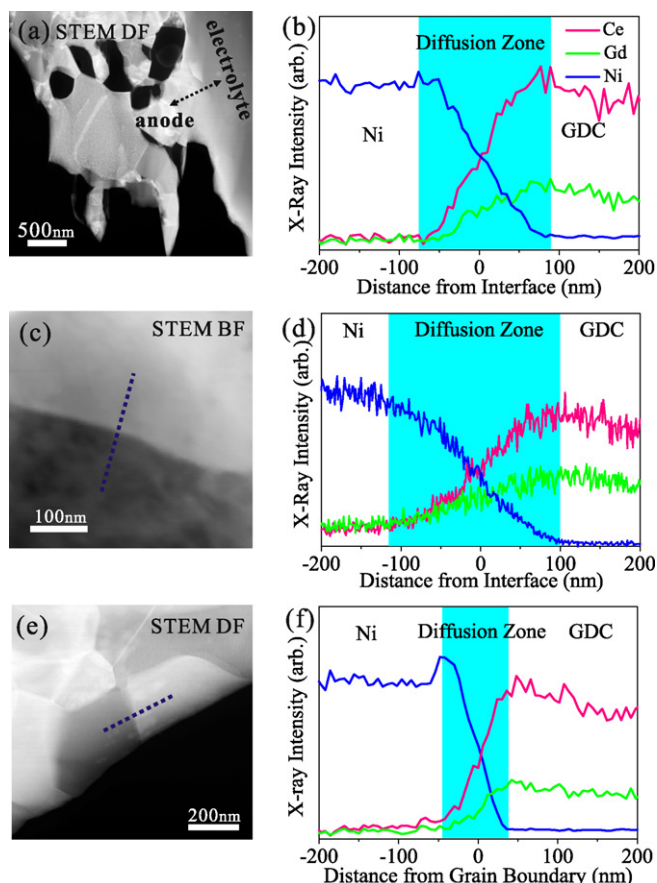 (a) STEM DF
electrolyte
anode
500nm
(b)
Diffusion Zone
Ce
Gd
Ni
Ni
GDC
X-Ray Intensity (arb.)
-200 -100 0 100 200
Distance from Interface (nm)
(c)
STEM BF
100nm
(d)
Ni
Diffusion Zone
GDC
X-Ray Intensity (arb.)
-200 -100 0 100 200
Distance from Interface (nm)
(e)
STEM DF
200nm
(f)
Ni
Diffusion Zone
GDC
X-ray Intensity (arb.)
-200 -100 0 100 200
Distance from Grain Boundary (nm)